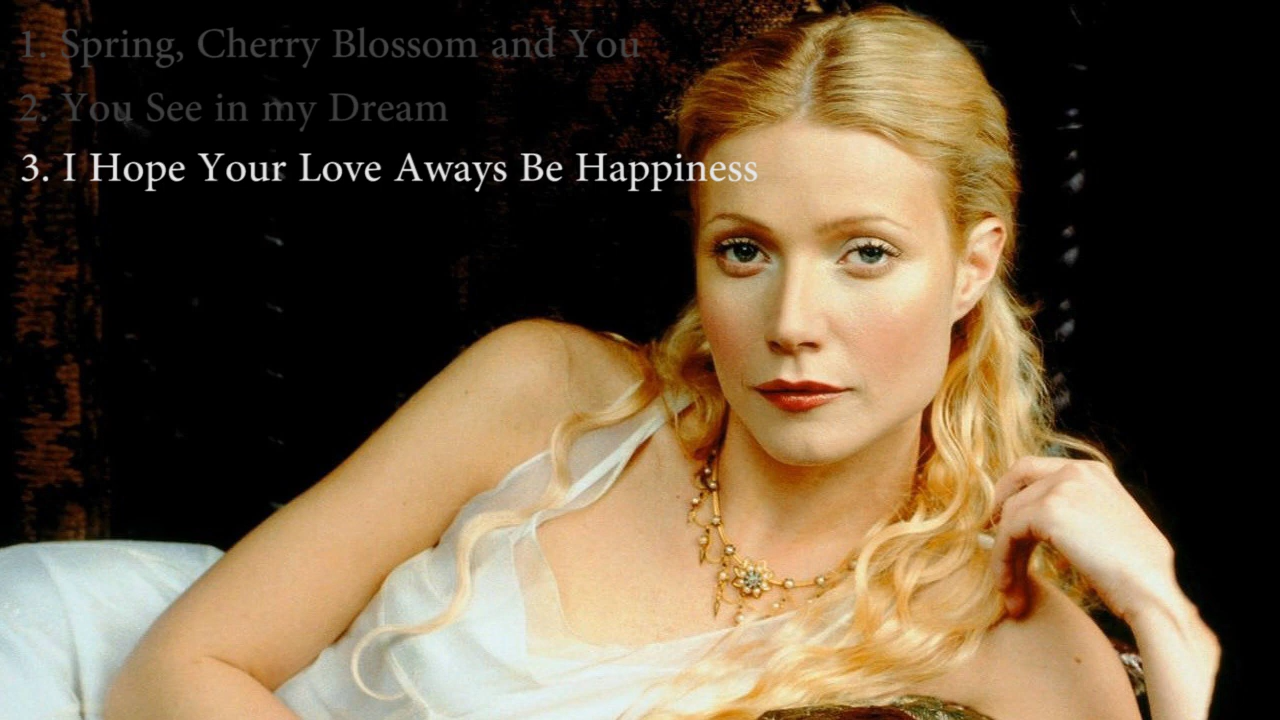 1. Spring, Cherry Blossom and You
2. You See in my Dream
3. I Hope Your Love Aways Be Happiness